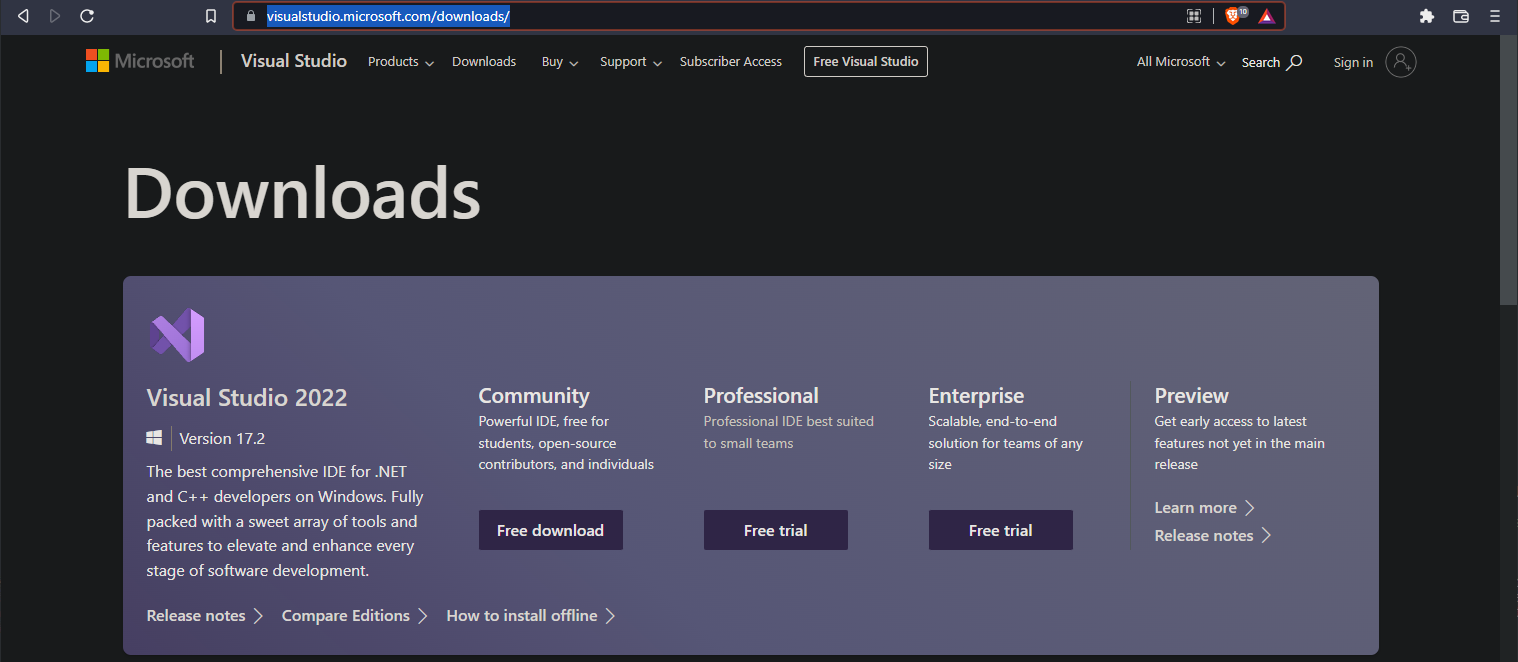 visualstudio.microsoft.com/downloads/
10
Microsoft
Visual Studio
Products
Downloads
Buy
Support
Subscriber Access
Free Visual Studio
All Microsoft
Search
Sign in
Downloads
Visual Studio 2022
Version 17.2
The best comprehensive IDE for .NET
and C++ developers on Windows. Fully
packed with a sweet array of tools and
features to elevate and enhance every
stage of software development.
Community
Powerful IDE, free for
students, open-source
contributors, and individuals
Free download
Professional
Professional IDE best suited
to small teams
Free trial
Enterprise
Scalable, end-to-end
solution for teams of any
size
Free trial
Preview
Get early access to latest
features not yet in the main
release
Learn more
Release notes
Release notes
Compare Editions
How to install offline